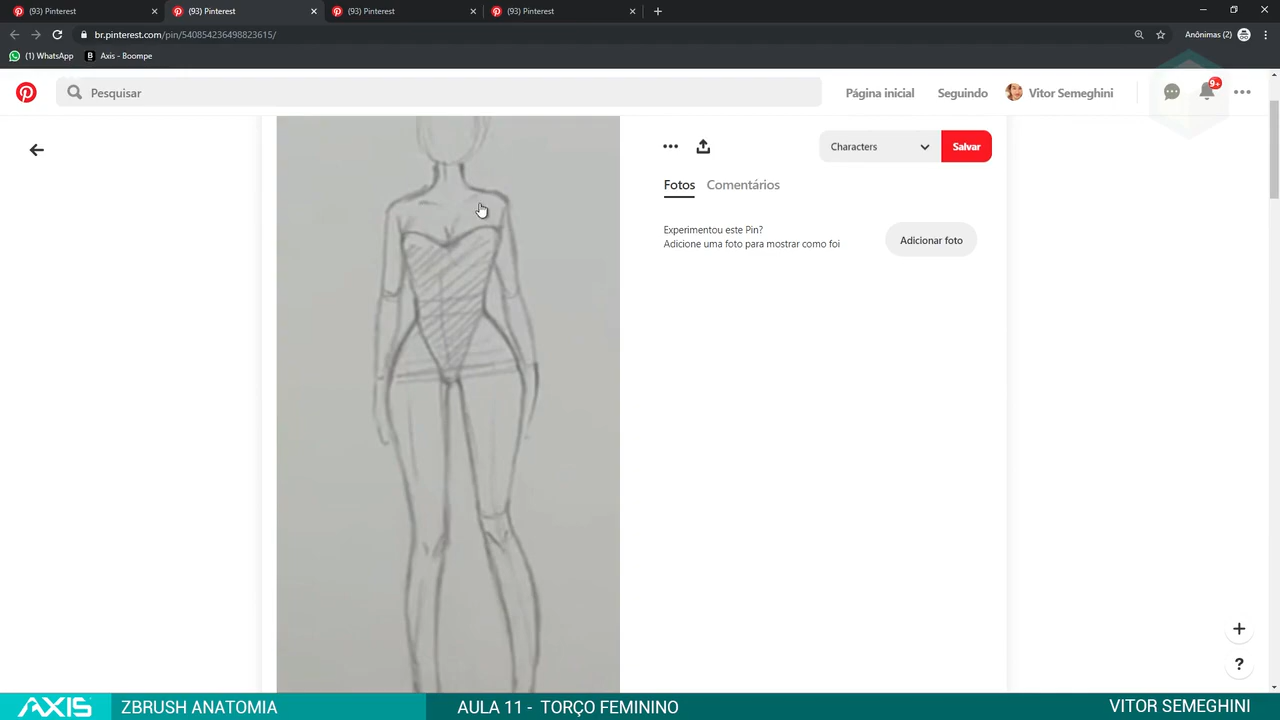 (93) Pinterest
(93) Pinterest
(93) Pinterest
(93) Pinterest
br.pinterest.com/pin/540854236498823615/
Anônimas (2)
(1) WhatsApp
Axis - Boompe
Pesquisar
Página inicial
Seguindo
Vitor Semeghini
9+
Characters
Salvar
Fotos
Comentários
Experimentou este Pin?
Adicione uma foto para mostrar como foi
Adicionar foto
AXIS
ZBRUSH ANATOMIA
AULA 11 - TORÇO FEMININO
VITOR SEMEGHINI